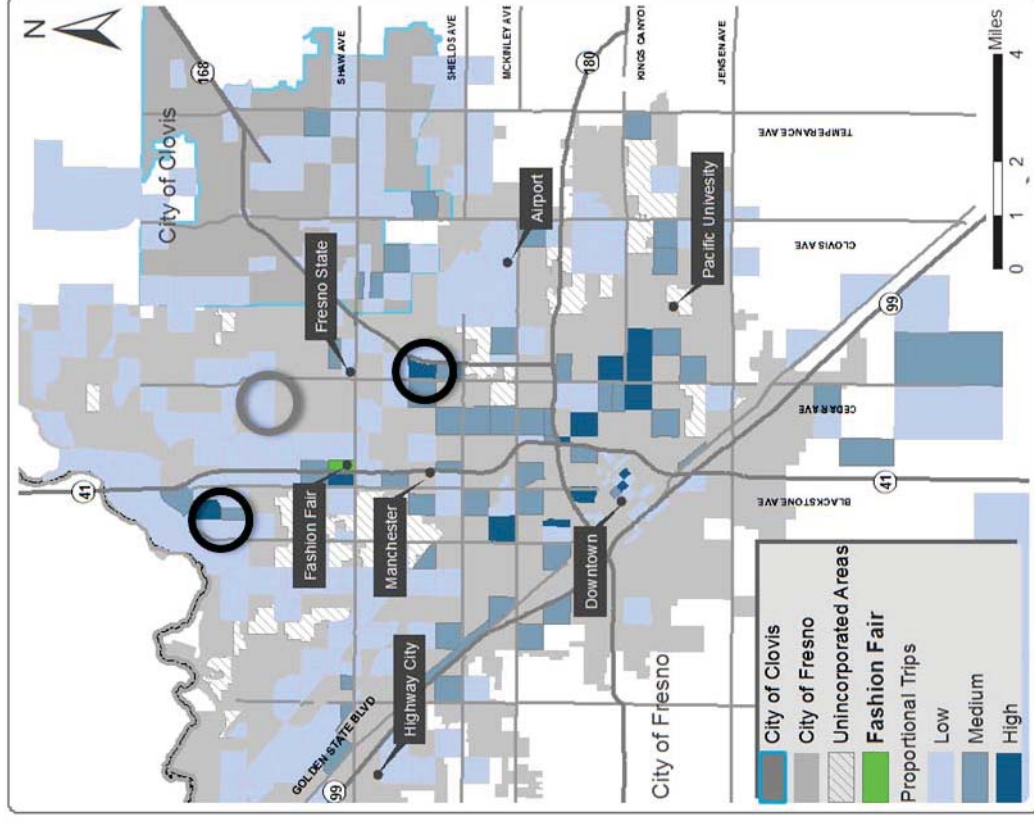 N
168
City of Clovis
SHAW AVE
SHIELDS AVE
MCKINLEY AVE
180
KINGS CANYO
JENSEN AVE
TEMPERANCE AVE
CLOVIS AVE
CEDAR AVE
BLACKSTONE AVE
41
41
99
99
GOLDEN STATE BLVD
Fresno State
Airport
Pacific Univesity
Fashion Fair
Manchester
Downtown
Highway City
City of Fresno
0 1 2 4
Miles
City of Clovis
City of Fresno
Unincorporated Areas
Fashion Fair
Proportional Trips
Low
Medium
High